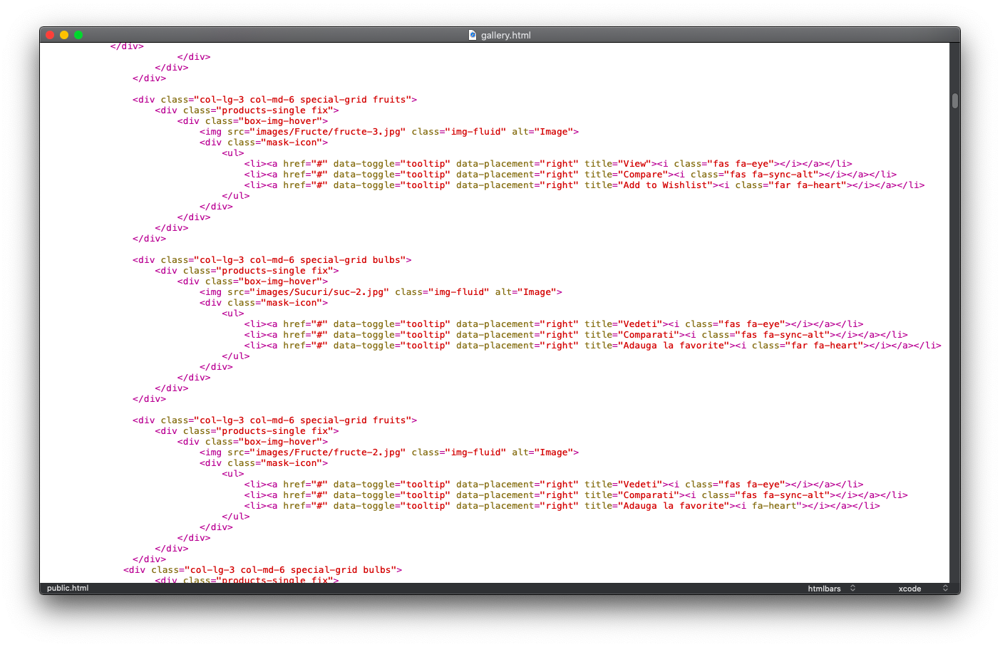 gallery.html
</div>
</div>
</div>
</div>
<div class="col-lg-3 col-md-6 special-grid fruits">
<div class="products-single fix">
<div class="box-img-hover">
<img src="images/Fructe/fructe-3.jpg" class="img-fluid" alt="Image">
<div class="mask-icon">
<ul>
<li><a href="#" data-toggle="tooltip" data-placement="right" title="View"><i class="fas fa-eye"></i></a></li>
<li><a href="#" data-toggle="tooltip" data-placement="right" title="Compare"><i class="fas fa-sync-alt"></i></a></li>
<li><a href="#" data-toggle="tooltip" data-placement="right" title="Add to Wishlist"><i class="far fa-heart"></i></a></li>
</ul>
</div>
</div>
</div>
</div>
<div class="col-lg-3 col-md-6 special-grid bulbs">
<div class="products-single fix">
<div class="box-img-hover">
<img src="images/Sucuri/suc-2.jpg" class="img-fluid" alt="Image">
<div class="mask-icon">
<ul>
<li><a href="#" data-toggle="tooltip" data-placement="right" title="Vedeti"><i class="fas fa-eye"></i></a></li>
<li><a href="#" data-toggle="tooltip" data-placement="right" title="Comparati"><i class="fas fa-sync-alt"></i></a></li>
<li><a href="#" data-toggle="tooltip" data-placement="right" title="Adauga la favorite"><i class="far fa-heart"></i></a></li>
</ul>
</div>
</div>
</div>
</div>
<div class="col-lg-3 col-md-6 special-grid fruits">
<div class="products-single fix">
<div class="box-img-hover">
<img src="images/Fructe/fructe-2.jpg" class="img-fluid" alt="Image">
<div class="mask-icon">
<ul>
<li><a href="#" data-toggle="tooltip" data-placement="right" title="Vedeti"><i class="fas fa-eye"></i></a></li>
<li><a href="#" data-toggle="tooltip" data-placement="right" title="Comparati"><i class="fas fa-sync-alt"></i></a></li>
<li><a href="#" data-toggle="tooltip" data-placement="right" title="Adauga la favorite"><i fa-heart"></i></a></li>
</ul>
</div>
</div>
</div>
</div>
<div class="col-lg-3 col-md-6 special-grid bulbs">
<div class="products-single fix">
public.html htmlbars xcode